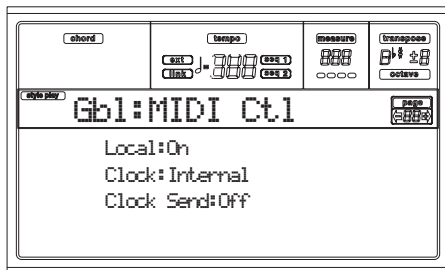 chord tempo measure transpose
ext seq 1
link seq 2
octave
style play Gbl:MIDI Ctl page
Local:On
Clock:Internal
Clock Send:Off